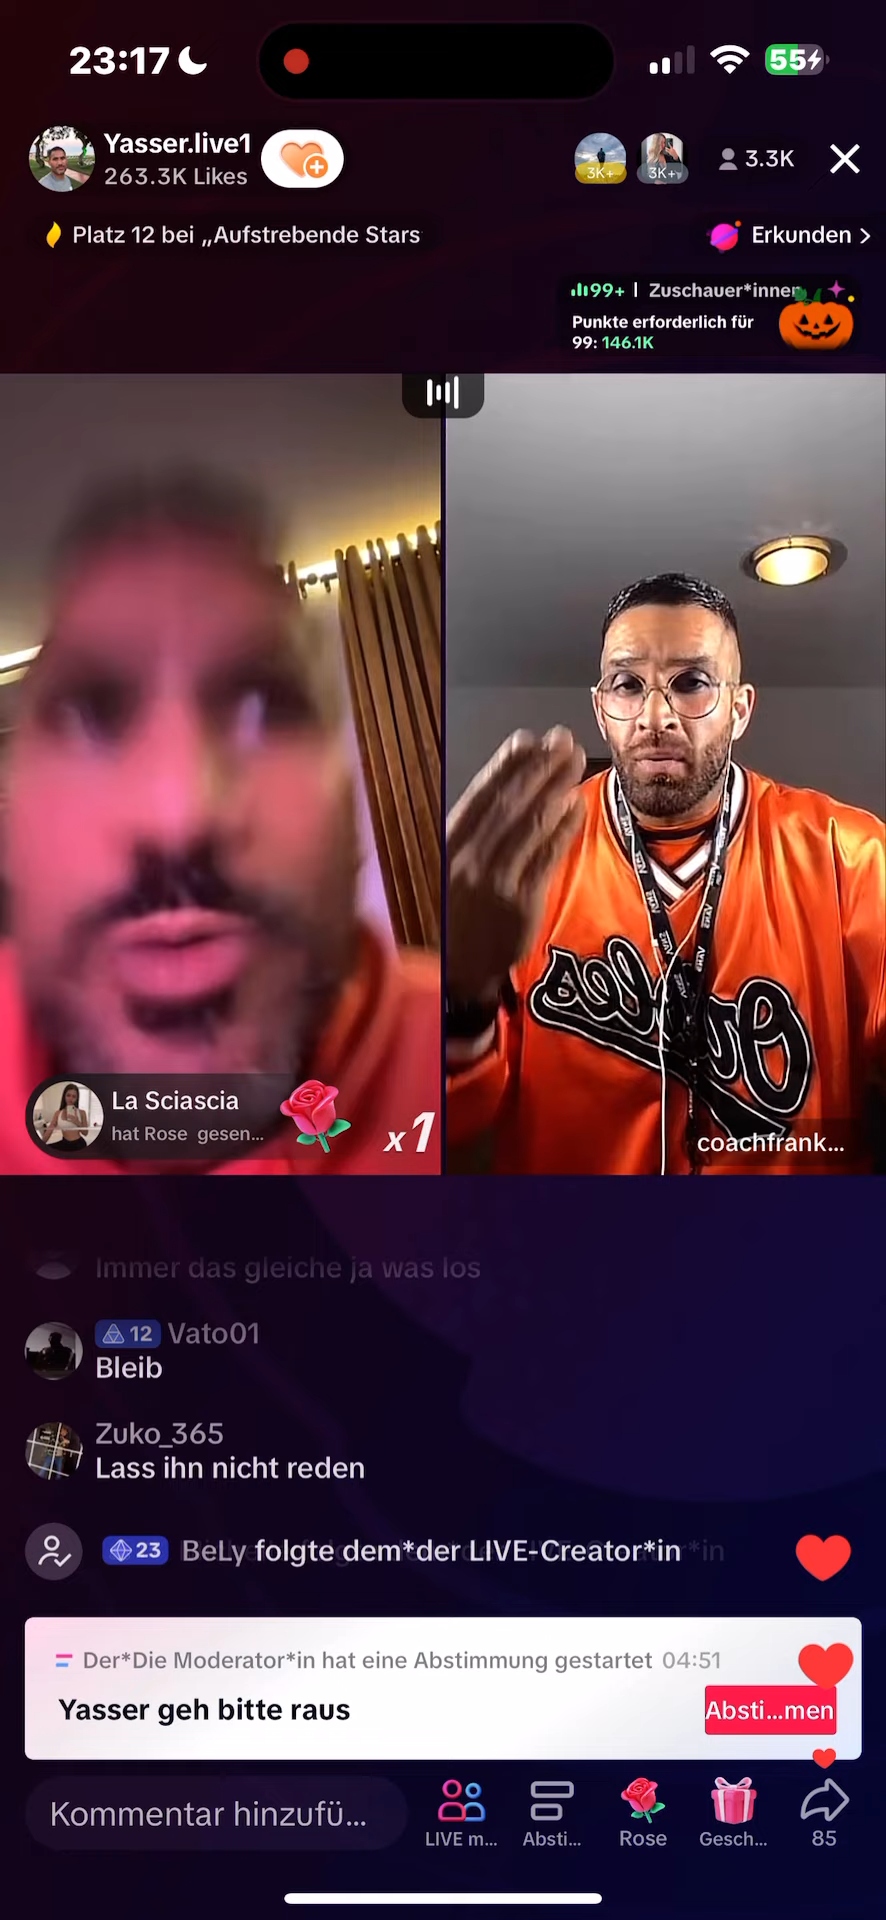 23:17
55
Yasser.live1
263.3K Likes
3K+
3K+
3.3K
Platz 12 bei „Aufstrebende Stars
Erkunden >
99+ | Zuschauer*innen
Punkte erforderlich für
99: 146.1K
La Sciascia
hat Rose gesen...
x1
coachfrank...
Immer das gleiche ja was los
12 Vato01
Bleib
Zuko_365
Lass ihn nicht reden
23 BeLy folgte dem*der LIVE-Creator*in
Der*Die Moderator*in hat eine Abstimmung gestartet 04:51
Yasser geh bitte raus
Absti...men
Kommentar hinzufü...
LIVE m...
Absti...
Rose
Gesch...
85